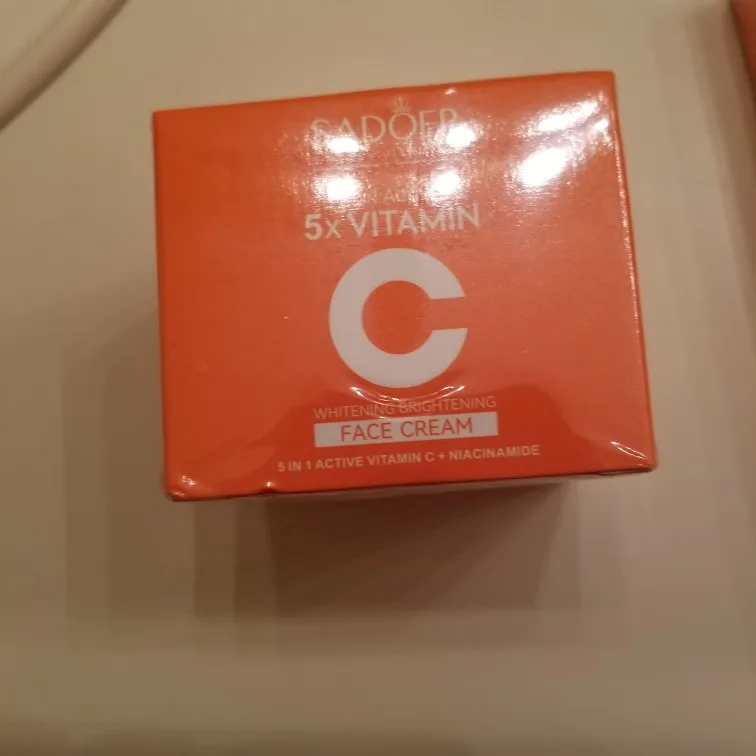 SADOER
5X VITAMIN
C
WHITENING BRIGHTENING
FACE CREAM
5 IN 1 ACTIVE VITAMIN C + NIACINAMIDE